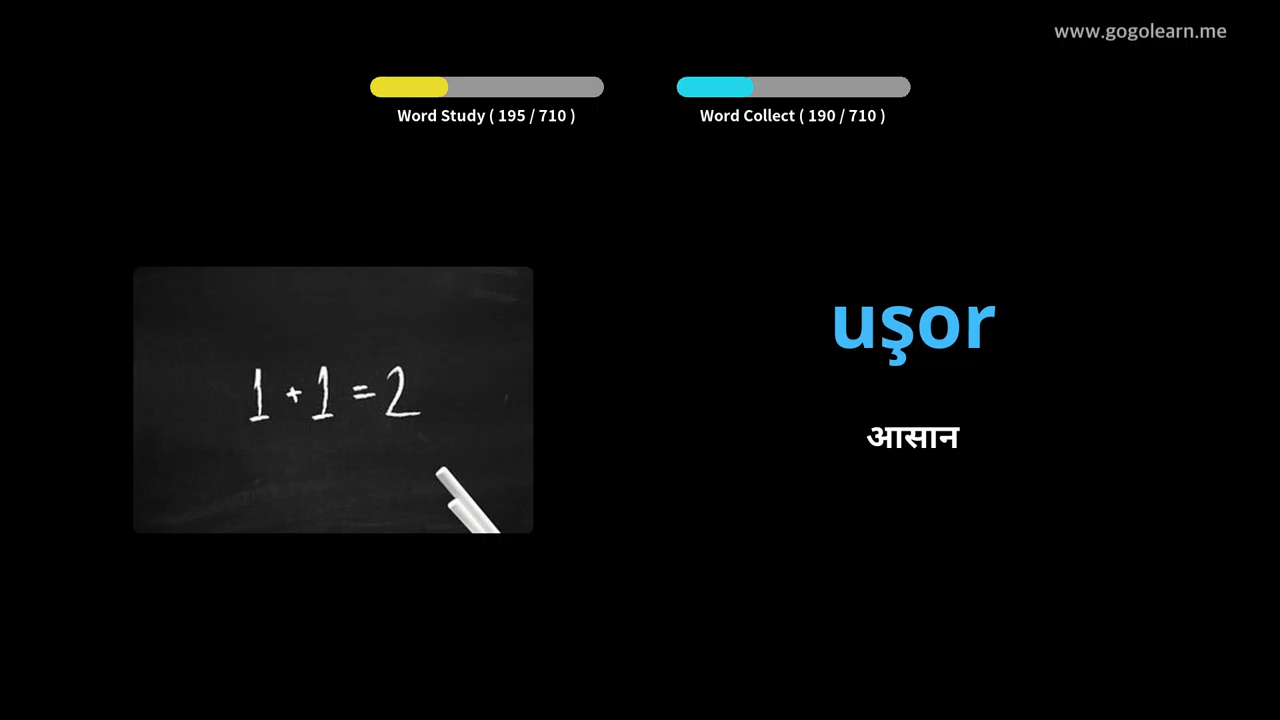 www.gogolearn.me
Word Study ( 195 / 710 )
Word Collect ( 190 / 710 )
1 + 1 = 2
uşor
आसान